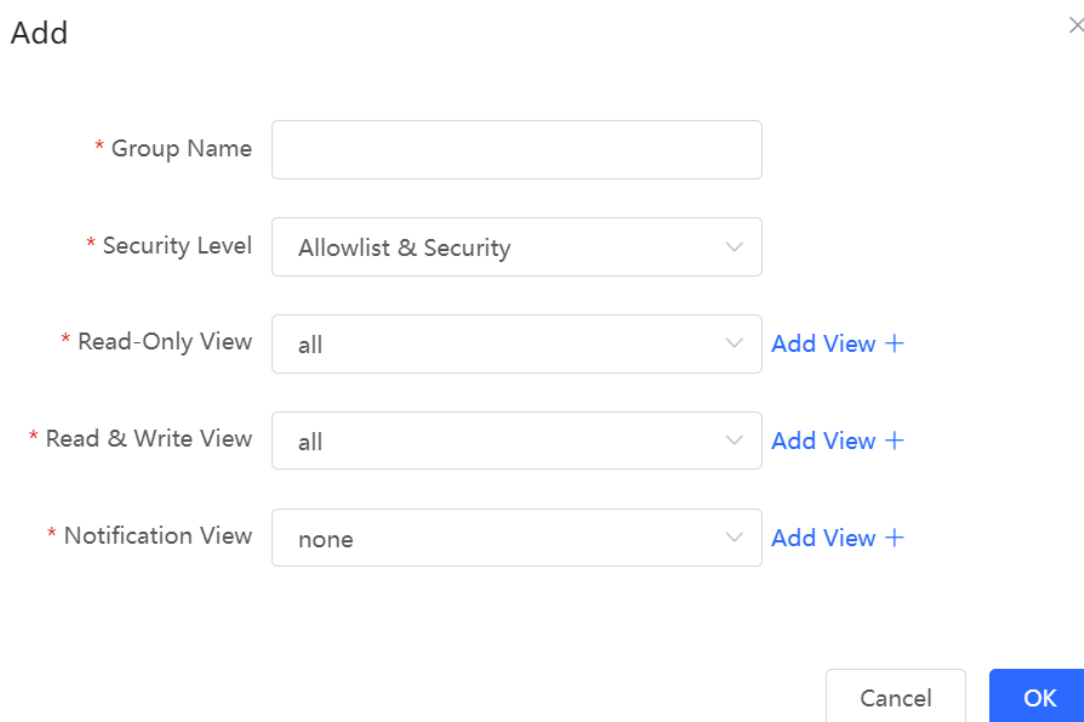 Add
* Group Name
* Security Level Allowlist & Security
* Read-Only View all Add View +
* Read & Write View all Add View +
* Notification View none Add View +
Cancel OK